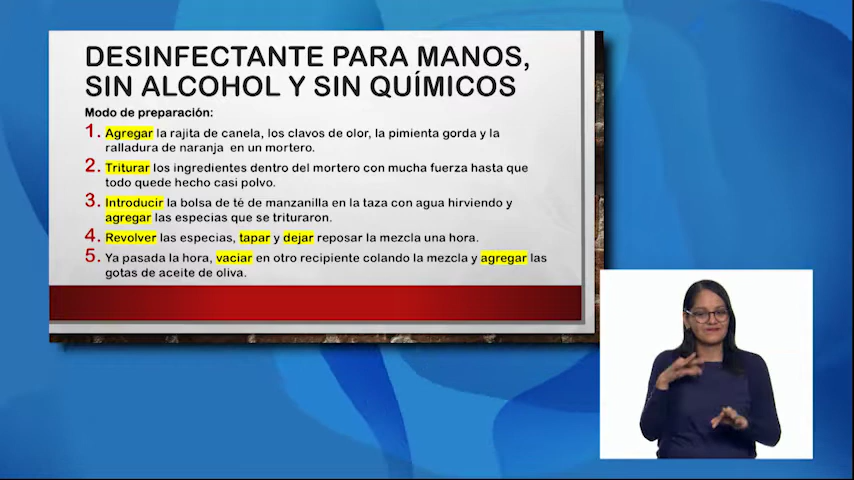 DESINFECTANTE PARA MANOS,
SIN ALCOHOL Y SIN QUÍMICOS
Modo de preparación:
1. Agregar la rajita de canela, los clavos de olor, la pimienta gorda y la
ralladura de naranja en un mortero.
2. Triturar los ingredientes dentro del mortero con mucha fuerza hasta que
todo quede hecho casi polvo.
3. Introducir la bolsa de té de manzanilla en la taza con agua hirviendo y
agregar las especias que se trituraron.
4. Revolver las especias, tapar y dejar reposar la mezcla una hora.
5. Ya pasada la hora, vaciar en otro recipiente colando la mezcla y agregar las
gotas de aceite de oliva.